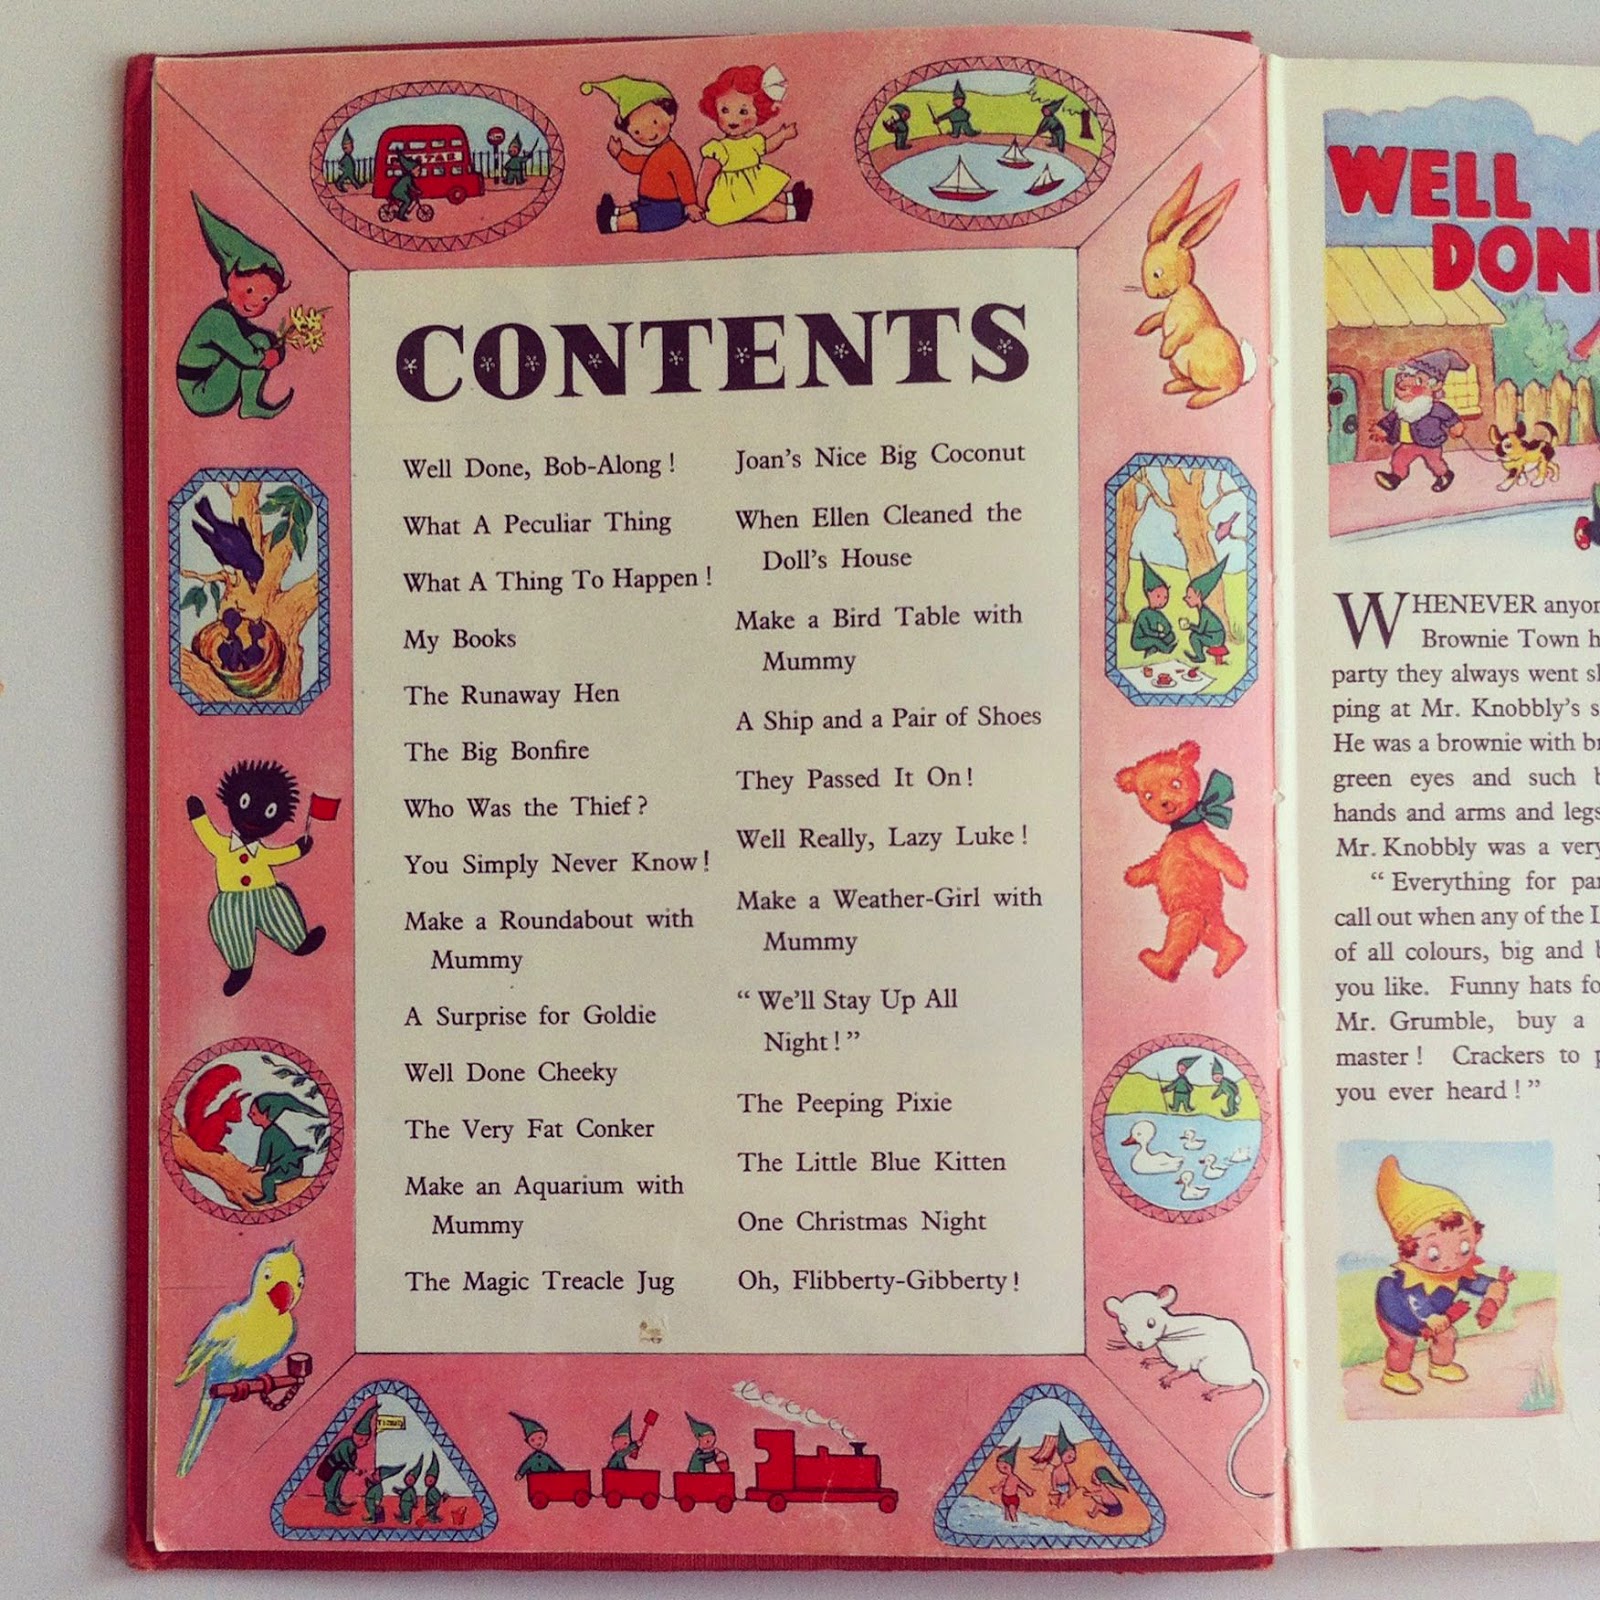 CONTENTS
Well Done, Bob-Along !
What A Peculiar Thing
What A Thing To Happen !
My Books
The Runaway Hen
The Big Bonfire
Who Was the Thief ?
You Simply Never Know !
Make a Roundabout with
Mummy
A Surprise for Goldie
Well Done Cheeky
The Very Fat Conker
Make an Aquarium with
Mummy
The Magic Treacle Jug
Joan's Nice Big Coconut
When Ellen Cleaned the
Doll's House
Make a Bird Table with
Mummy
A Ship and a Pair of Shoes
They Passed It On !
Well Really, Lazy Luke !
Make a Weather-Girl with
Mummy
“ We'll Stay Up All
Night ! ”
The Peeping Pixie
The Little Blue Kitten
One Christmas Night
Oh, Flibberty-Gibberty !
WELL
DON
WHENEVER anyo
Brownie Town h
party they always went s
ping at Mr. Knobbly's s
He was a brownie with b
green eyes and such b
hands and arms and legs
Mr. Knobbly was a very
“ Everything for pa
call out when any of the
of all colours, big and b
you like. Funny hats fo
Mr. Grumble, buy a
master ! Crackers to p
you ever heard ! ”